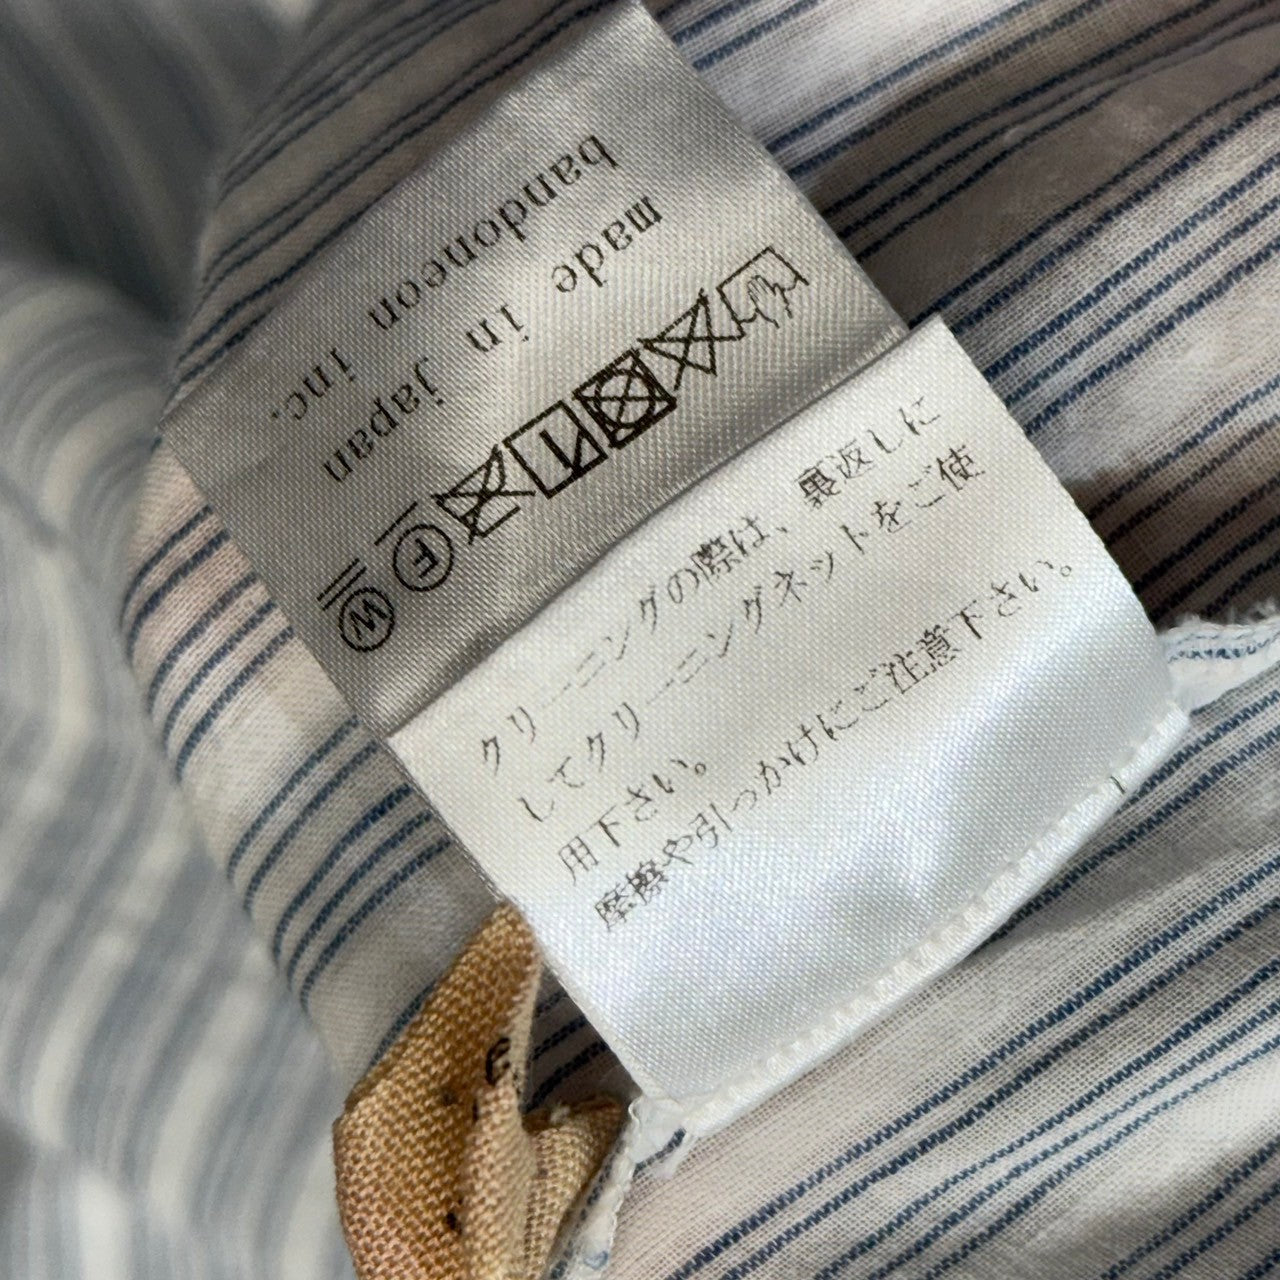 F
W
made in japan
bandoneon inc.
クリーニングの際は、裏返しに
してクリーニングネットをご使
用下さい。
摩擦や引っかけにご注意下さい。